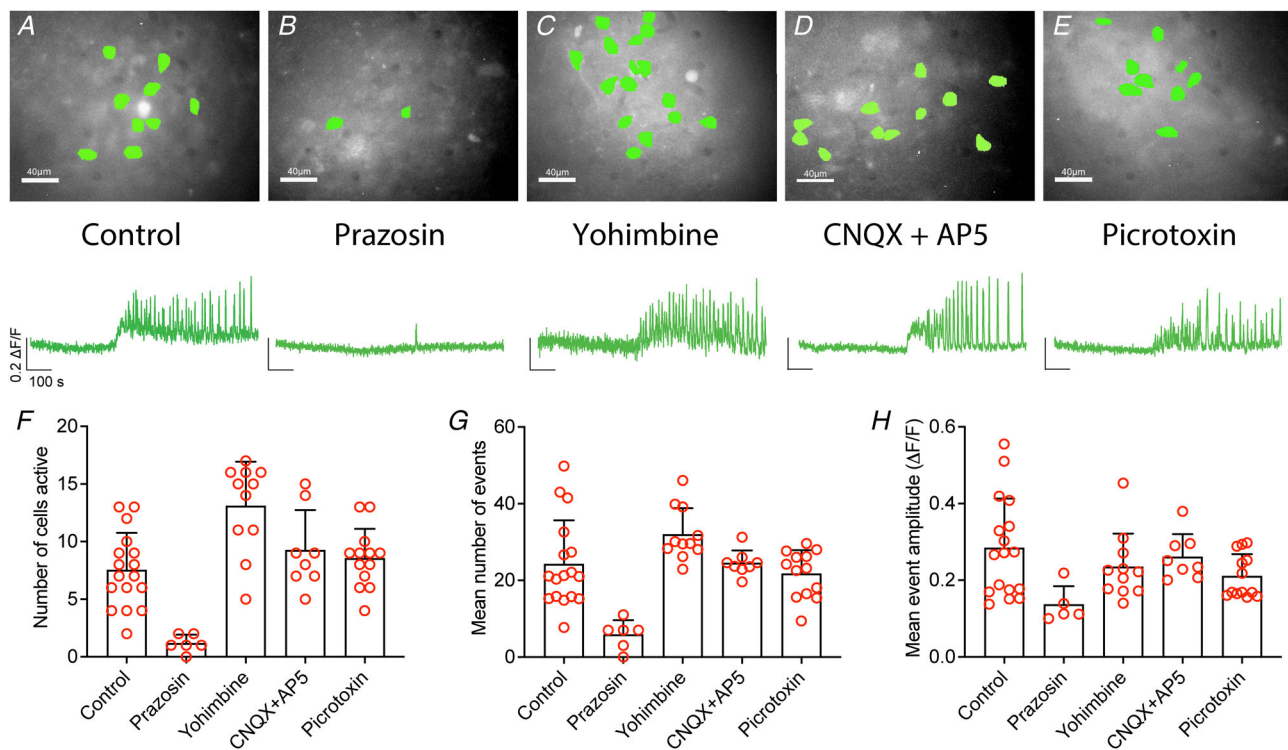 A
B
C
D
E
40µm
40µm
40µm
40µm
40µm
Control
Prazosin
Yohimbine
CNQX + AP5
Picrotoxin
0.2 ΔF/F
100 s
F
Number of cells active
20
15
10
5
0
Control
Prazosin
Yohimbine
CNQX+AP5
Picrotoxin
G
Mean number of events
60
40
20
0
Control
Prazosin
Yohimbine
CNQX+AP5
Picrotoxin
H
Mean event amplitude (ΔF/F)
0.6
0.4
0.2
0.0
Control
Prazosin
Yohimbine
CNQX+AP5
Picrotoxin